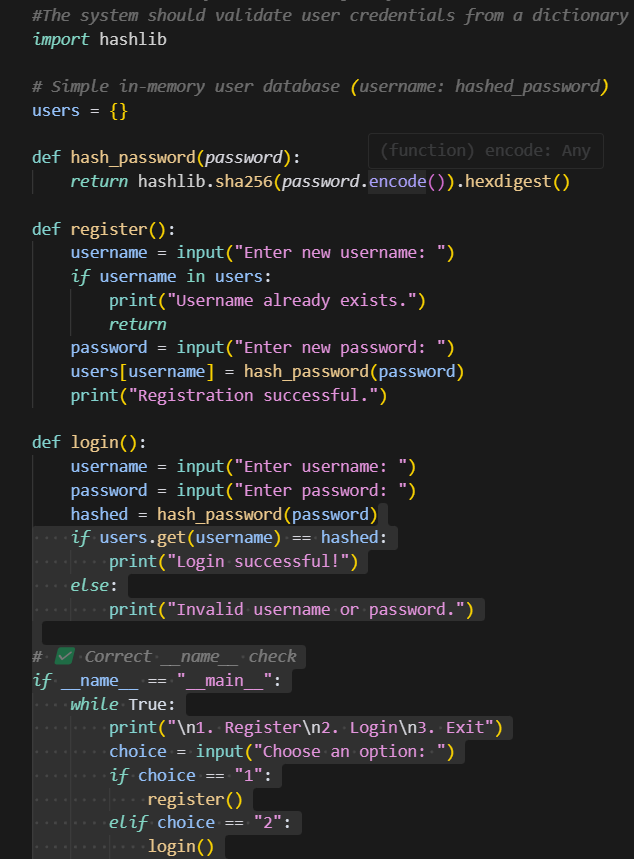 #The system should validate user credentials from a dictionary
import hashlib
# Simple in-memory user database (username: hashed_password)
users = {}
def hash_password(password):
(function) encode: Any
    return hashlib.sha256(password.encode()).hexdigest()
def register():
    username = input("Enter new username: ")
    if username in users:
        print("Username already exists.")
        return
    password = input("Enter new password: ")
    users[username] = hash_password(password)
    print("Registration successful.")
def login():
    username = input("Enter username: ")
    password = input("Enter password: ")
    hashed = hash_password(password)
    if users.get(username) == hashed:
        print("Login successful!")
    else:
        print("Invalid username or password.")
# ✅ Correct __name__ check
if __name__ == "__main__":
    while True:
        print("\n1. Register\n2. Login\n3. Exit")
        choice = input("Choose an option: ")
        if choice == "1":
            register()
        elif choice == "2":
            login()